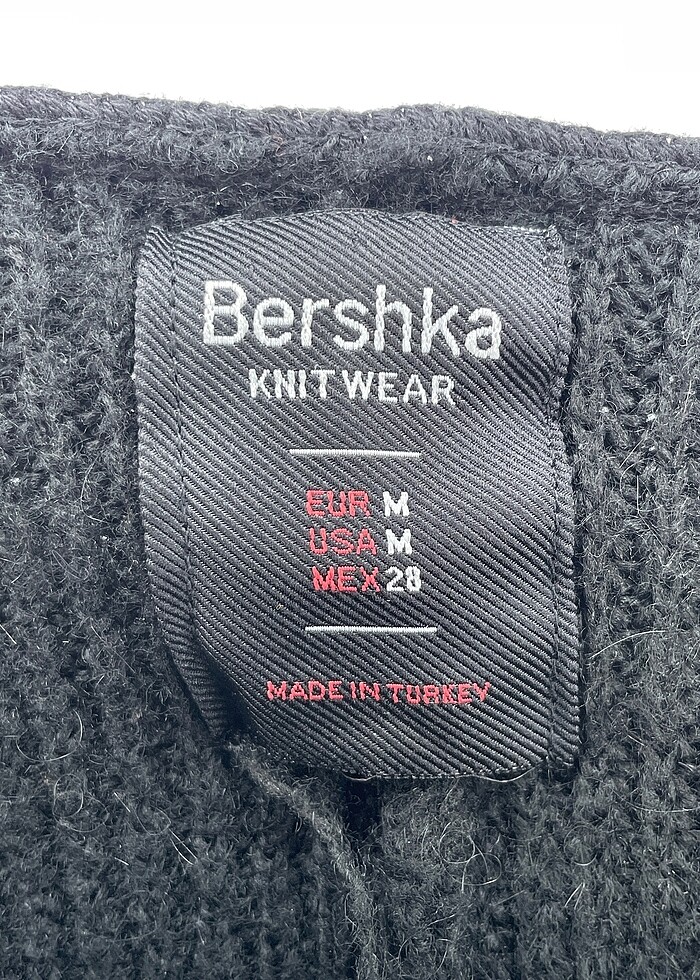 Bershka
KNITWEAR
EUR M
USA M
MEX 28
MADE IN TURKEY